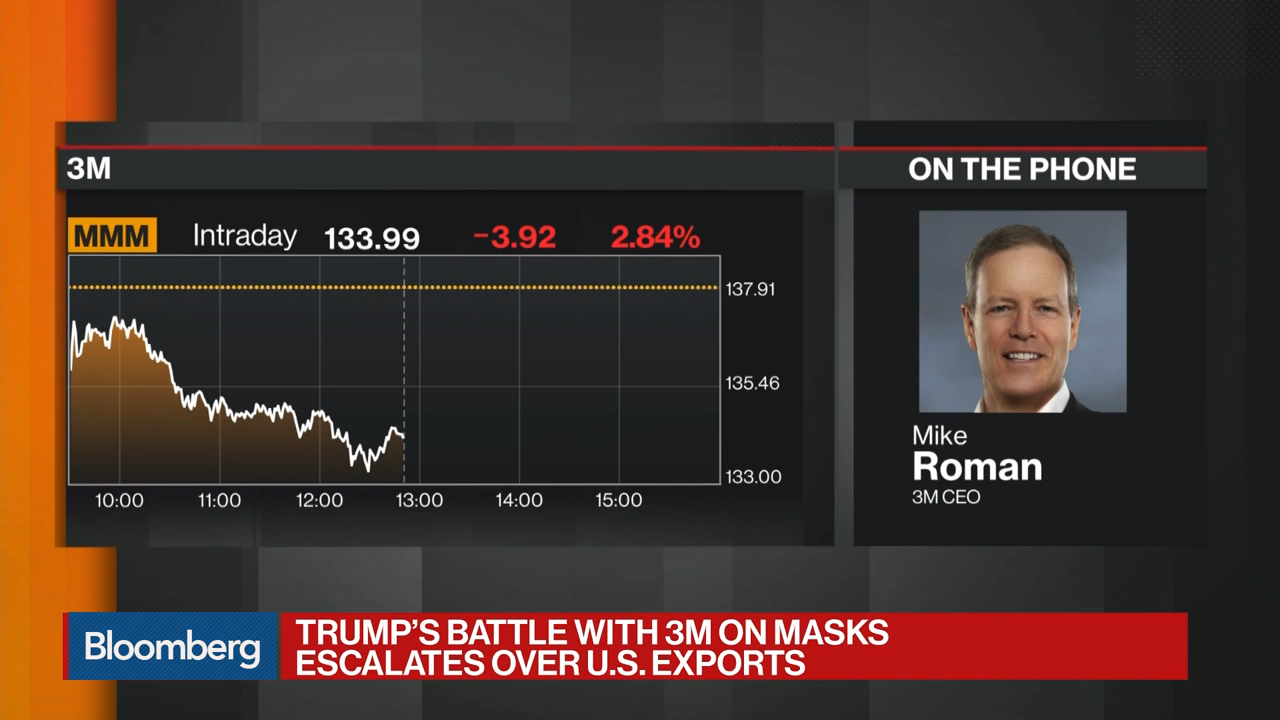 3M
MMM Intraday 133.99 −3.92 2.84%
137.91
135.46
133.00
10:00 11:00 12:00 13:00 14:00 15:00
ON THE PHONE
Mike
Roman
3M CEO
Bloomberg
TRUMP'S BATTLE WITH 3M ON MASKS
ESCALATES OVER U.S. EXPORTS